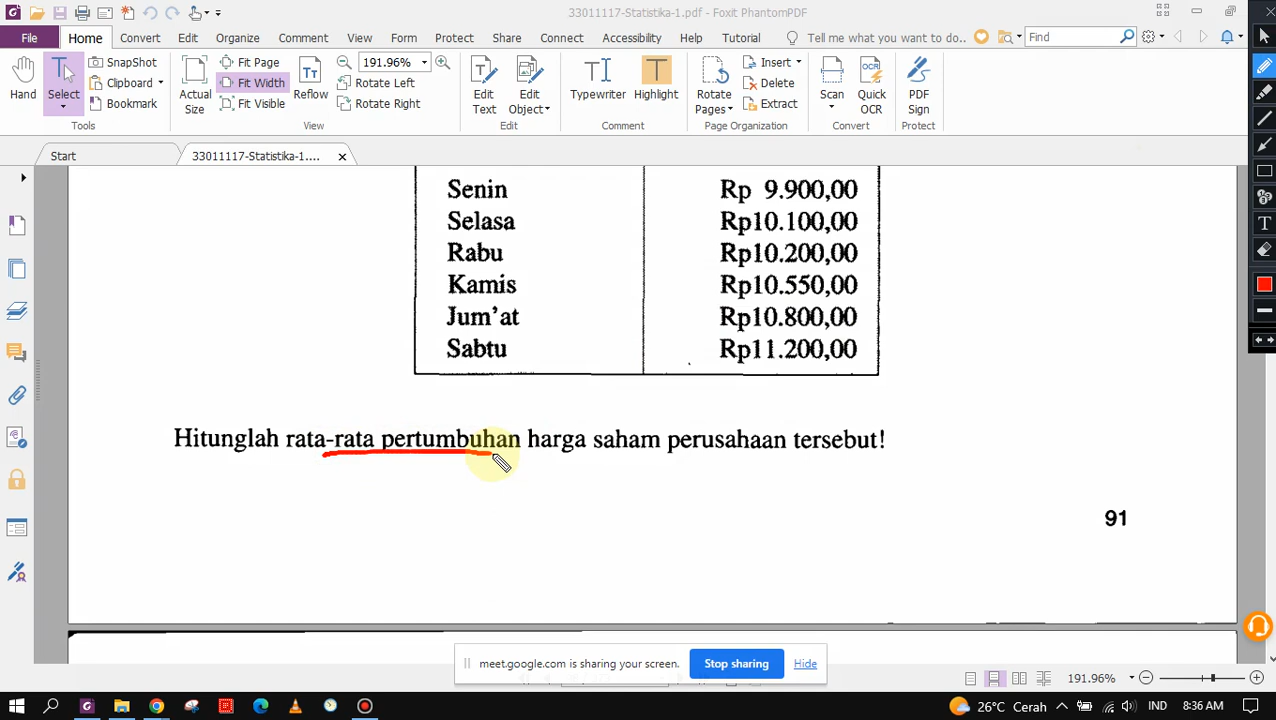 33011117-Statistika-1.pdf - Foxit PhantomPDF
File Home Convert Edit Organize Comment View Form Protect Share Connect Accessibility Help Tutorial Tell me what you want to do... Find
Hand
Select
SnapShot
Clipboard
Bookmark
Tools
Actual Size
Fit Page
Fit Width
Fit Visible
Reflow
191.96%
Rotate Left
Rotate Right
View
Edit Text
Edit Object
Edit
Typewriter
Highlight
Comment
Rotate Pages
Insert
Delete
Extract
Page Organization
Scan
Quick OCR
Convert
PDF Sign
Protect
Start 33011117-Statistika-1....
Senin Rp 9.900,00
Selasa Rp10.100,00
Rabu Rp10.200,00
Kamis Rp10.550,00
Jum'at Rp10.800,00
Sabtu Rp11.200,00
Hitunglah rata-rata pertumbuhan harga saham perusahaan tersebut!
91
meet.google.com is sharing your screen. Stop sharing Hide
191.96%
26°C Cerah IND 8:36 AM